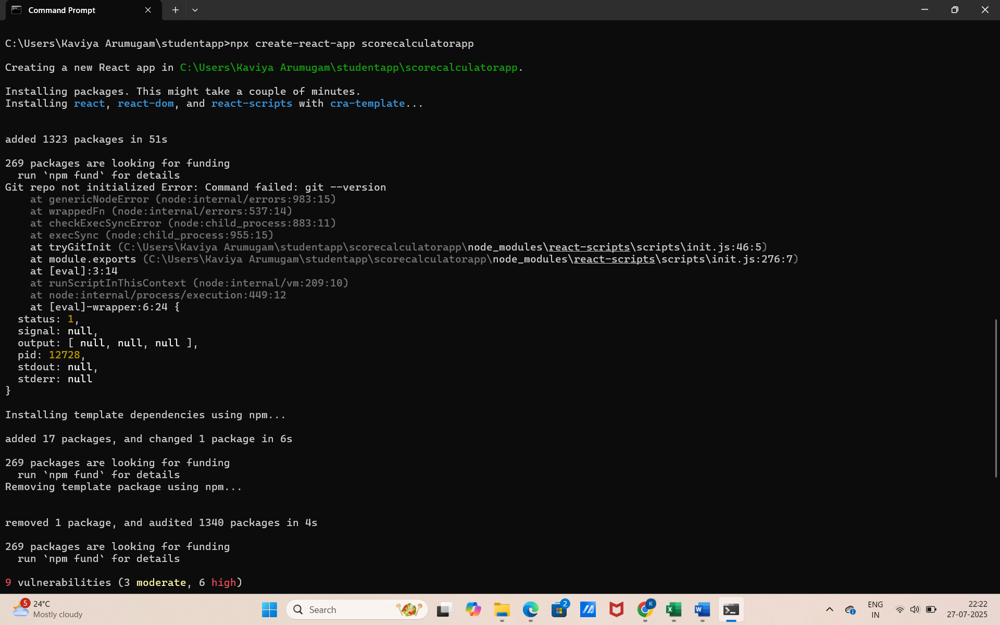 Command Prompt
C:\Users\Kaviya Arumugam\studentapp>npx create-react-app scorecalculatorapp
Creating a new React app in C:\Users\Kaviya Arumugam\studentapp\scorecalculatorapp.
Installing packages. This might take a couple of minutes.
Installing react, react-dom, and react-scripts with cra-template...
added 1323 packages in 51s
269 packages are looking for funding
  run `npm fund` for details
Git repo not initialized Error: Command failed: git --version
    at genericNodeError (node:internal/errors:983:15)
    at wrappedFn (node:internal/errors:537:14)
    at checkExecSyncError (node:child_process:883:11)
    at execSync (node:child_process:955:15)
    at tryGitInit (C:\Users\Kaviya Arumugam\studentapp\scorecalculatorapp\node_modules\react-scripts\scripts\init.js:46:5)
    at module.exports (C:\Users\Kaviya Arumugam\studentapp\scorecalculatorapp\node_modules\react-scripts\scripts\init.js:276:7)
    at [eval]:3:14
    at runScriptInThisContext (node:internal/vm:209:10)
    at node:internal/process/execution:449:12
    at [eval]-wrapper:6:24 {
  status: 1,
  signal: null,
  output: [ null, null, null ],
  pid: 12728,
  stdout: null,
  stderr: null
}
Installing template dependencies using npm...
added 17 packages, and changed 1 package in 6s
269 packages are looking for funding
  run `npm fund` for details
Removing template package using npm...
removed 1 package, and audited 1340 packages in 4s
269 packages are looking for funding
  run `npm fund` for details
9 vulnerabilities (3 moderate, 6 high)
5
24°C
Mostly cloudy
Search
2
K
X
W
ENG
IN
22:22
27-07-2025